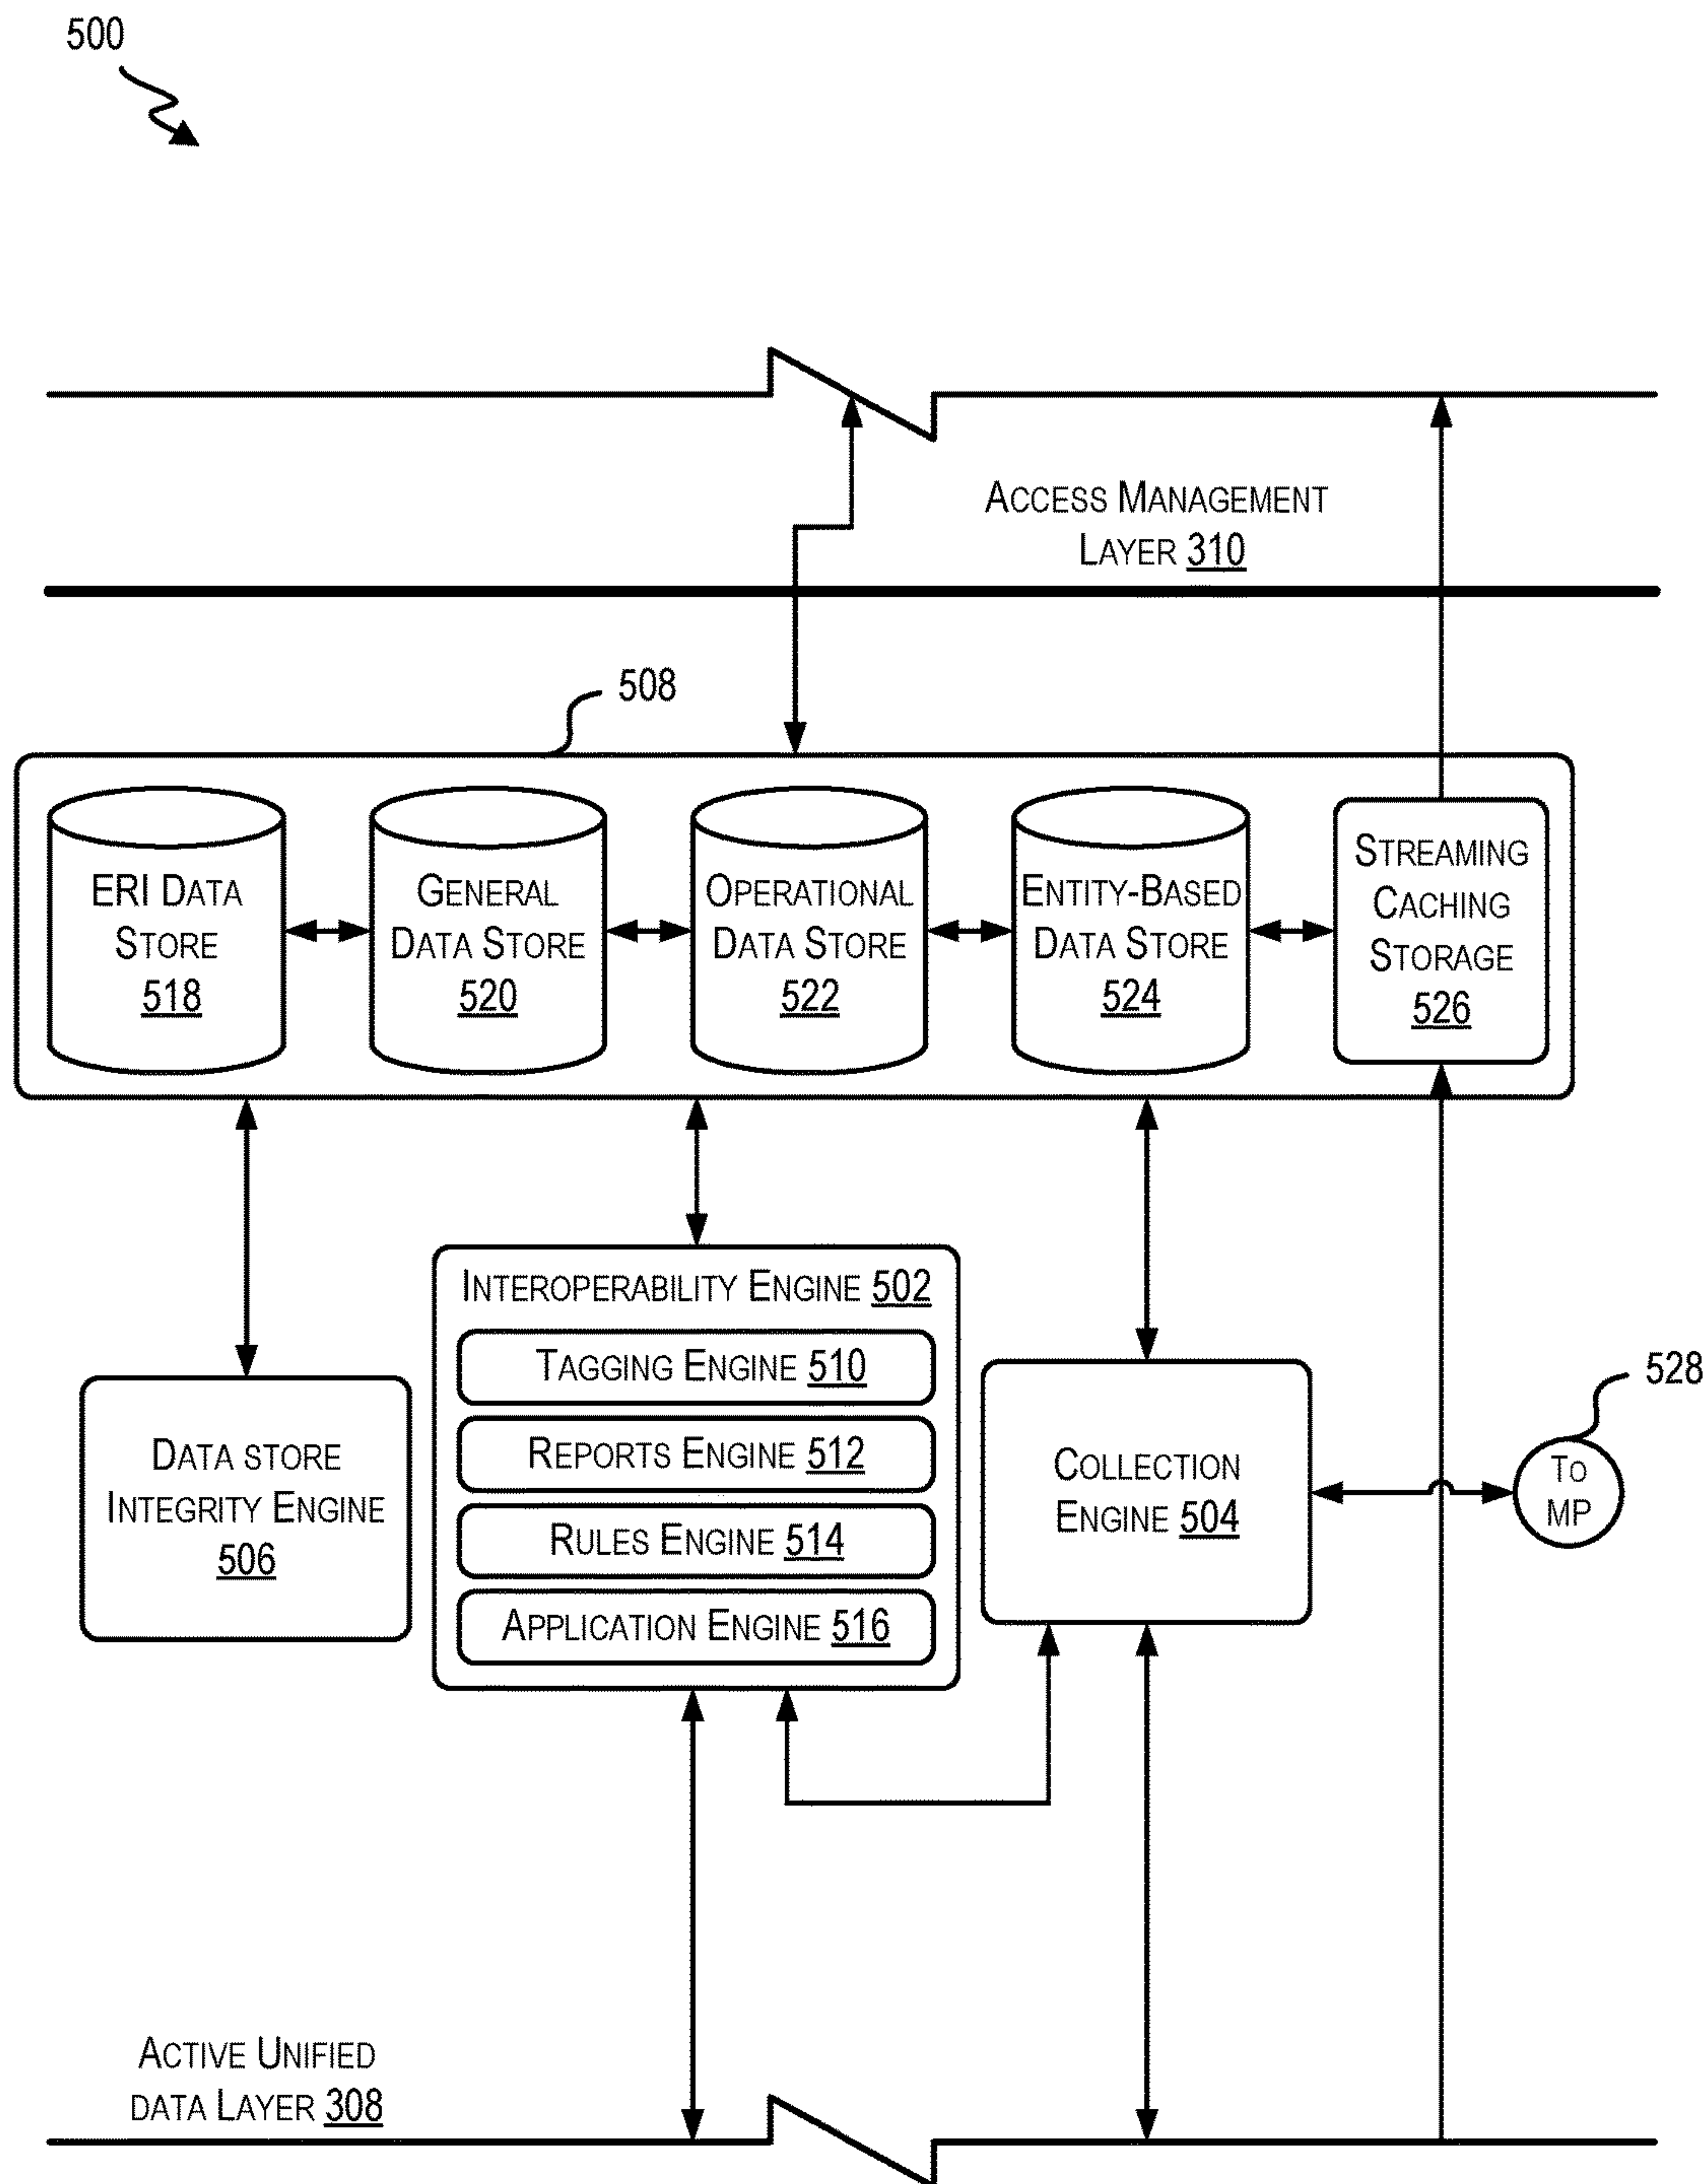 500
ACCESS MANAGEMENT
LAYER 310
508
ERI DATA
STORE
518
GENERAL
DATA STORE
520
OPERATIONAL
DATA STORE
522
ENTITY-BASED
DATA STORE
524
STREAMING
CACHING
STORAGE
526
INTEROPERABILITY ENGINE 502
TAGGING ENGINE 510
REPORTS ENGINE 512
RULES ENGINE 514
APPLICATION ENGINE 516
DATA STORE
INTEGRITY ENGINE
506
COLLECTION
ENGINE 504
528
TO
MP
ACTIVE UNIFIED
DATA LAYER 308